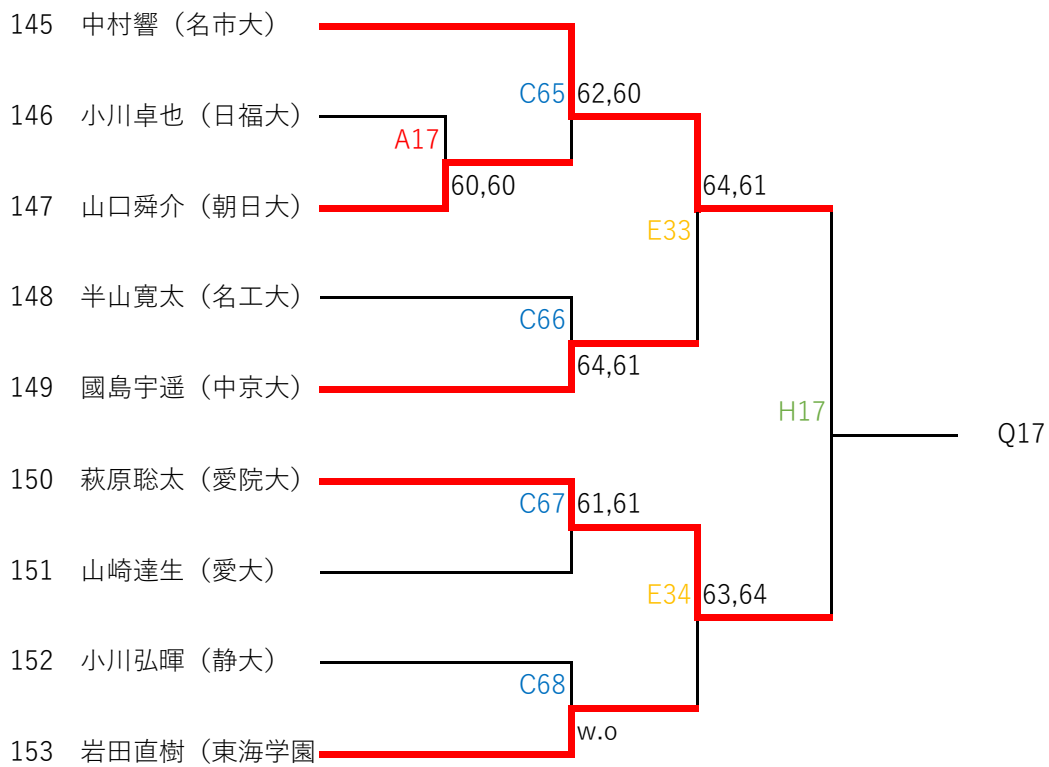 145 中村響（名市大）
C65 62,60
146 小川卓也（日福大）
A17
60,60
147 山口舜介（朝日大）
64,61
E33
148 半山寛太（名工大）
C66
64,61
149 國島宇遥（中京大）
H17
Q17
150 萩原聡太（愛院大）
C67 61,61
151 山崎達生（愛大）
E34 63,64
152 小川弘暉（静大）
C68
w.o
153 岩田直樹（東海学園